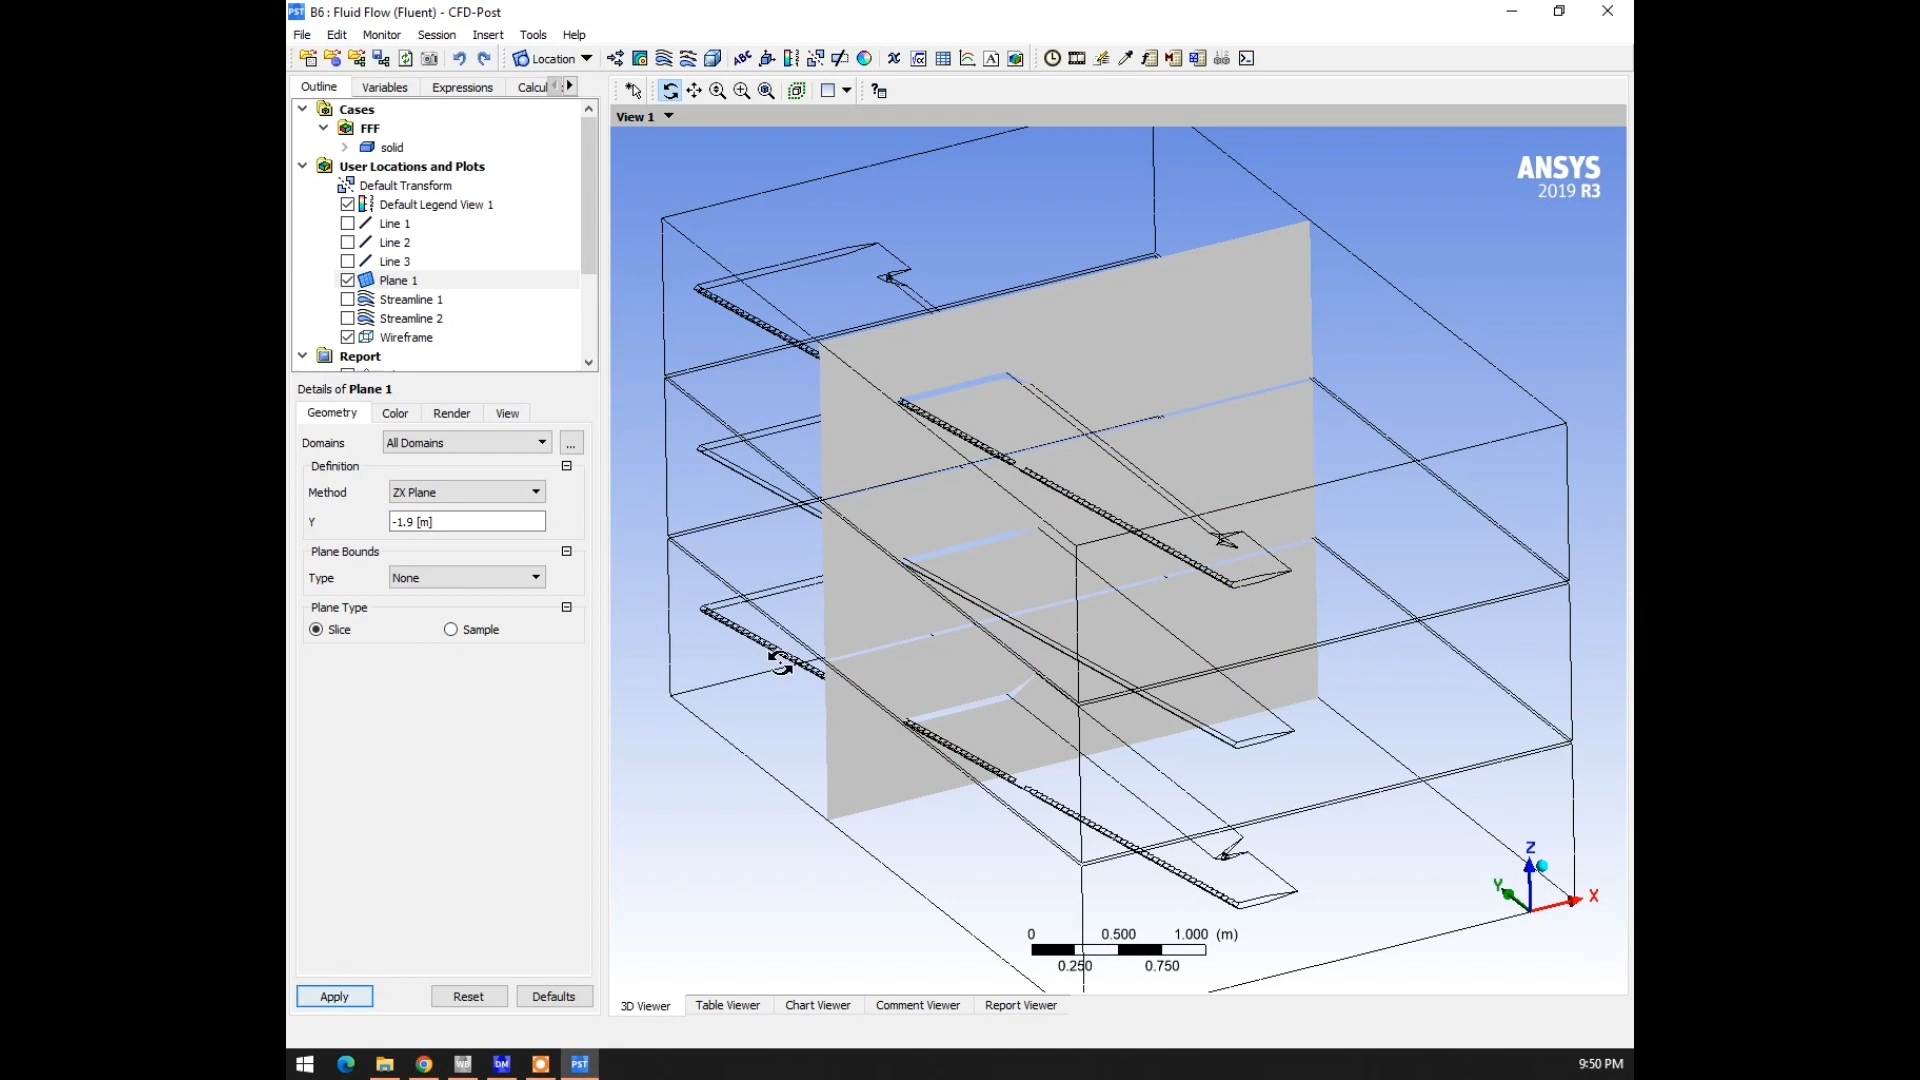 PST B6 : Fluid Flow (Fluent) - CFD-Post
File Edit Monitor Session Insert Tools Help
Location
Outline Variables Expressions Calcul
Cases
FFF
solid
User Locations and Plots
Default Transform
Default Legend View 1
Line 1
Line 2
Line 3
Plane 1
Streamline 1
Streamline 2
Wireframe
Report
Details of Plane 1
Geometry Color Render View
Domains All Domains ...
Definition
Method ZX Plane
Y -1.9 [m]
Plane Bounds
Type None
Plane Type
Slice Sample
Apply Reset Defaults
View 1
ANSYS
2019 R3
Z
Y
X
0 0.500 1.000 (m)
0.250 0.750
3D Viewer Table Viewer Chart Viewer Comment Viewer Report Viewer
WB DM PST 9:50 PM